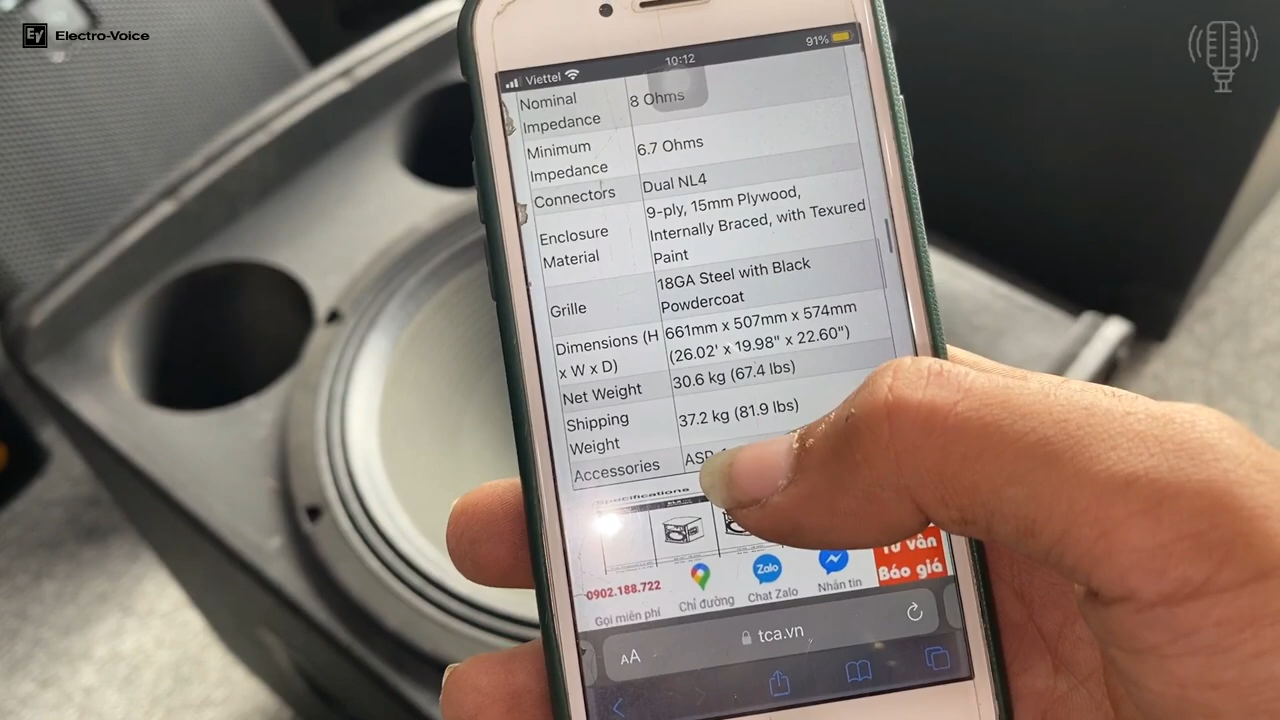 Electro-Voice
Viettel
10:12
91%
Nominal
Impedance
8 Ohms
Minimum
Impedance
6.7 Ohms
Connectors
Dual NL4
Enclosure
Material
9-ply, 15mm Plywood,
Internally Braced, with Texured
Paint
Grille
18GA Steel with Black
Powdercoat
Dimensions (H
x W x D)
661mm x 507mm x 574mm
(26.02' x 19.98" x 22.60")
Net Weight
30.6 kg (67.4 lbs)
Shipping
Weight
37.2 kg (81.9 lbs)
Accessories
Specifications
0902.188.722
Gọi miễn phí
Chỉ đường
Zalo
Chat Zalo
Nhắn tin
Tư vấn
Báo giá
AA
tca.vn